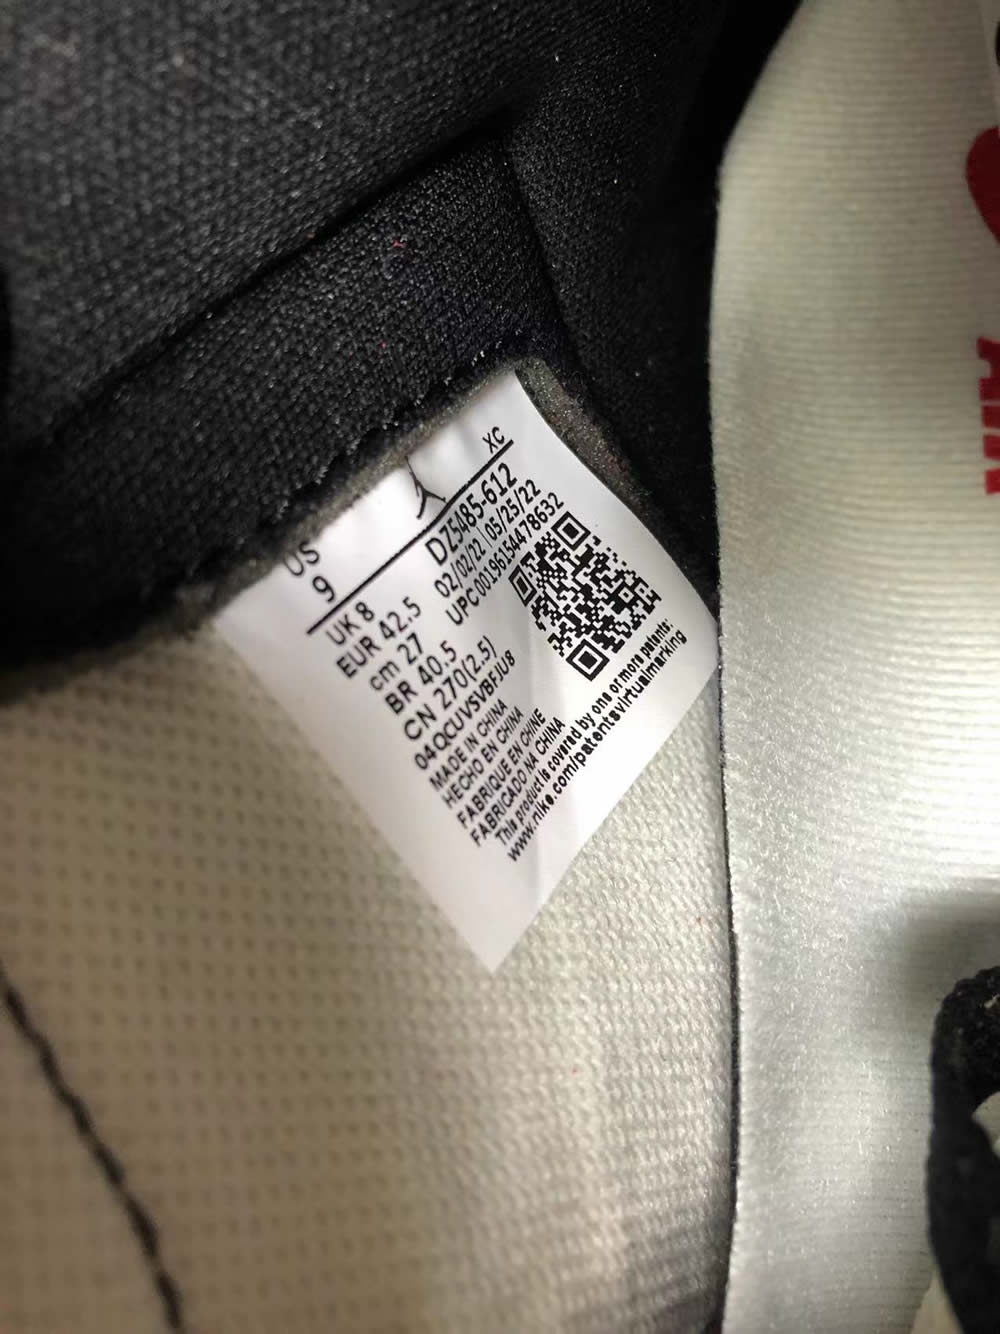 US
9
XC
UK 8
EUR 42.5
cm 27
BR 40.5
CN 270(2.5)
04QCUVSVBFJU8
MADE IN CHINA
HECHO EN CHINA
FABRIQUE EN CHINE
FABRICADO NA CHINA
DZ5485-612
02/02/22 05/25/22
UPC00196154478632
This product is covered by one or more patents:
www.nike.com/patentsvirtualmarking
AIR